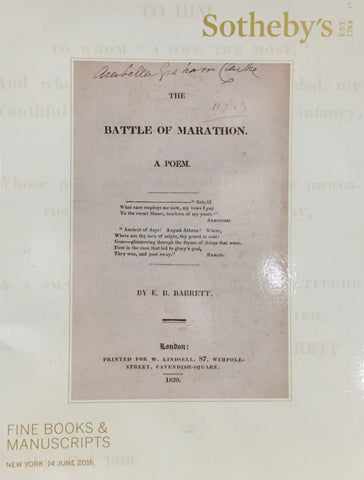 TO HIM,
Sotheby's EST 1744
TO WHOM "I OWE THE MOST,"
Arabella Graham Clarke
THE
BATTLE OF MARATHON.
A POEM.
"Behold
What care employs me now, my vows I pay
To the sweet Muses, teachers of my youth!"
AKENSIDE.
"Ancient of days! August Athena! Where,
Where are thy men of might, thy grand in soul?
Gone—glimmering through the dream of things that were.
First in the race that led to glory's goal,
They won, and past away."
BYRON.
BY E. B. BARRETT.
London:
PRINTED FOR W. LINDSELL, 87, WIMPOLE-
STREET, CAVENDISH-SQUARE.
1820.
FINE BOOKS &
MANUSCRIPTS
NEW YORK 14 JUNE 2016
1819